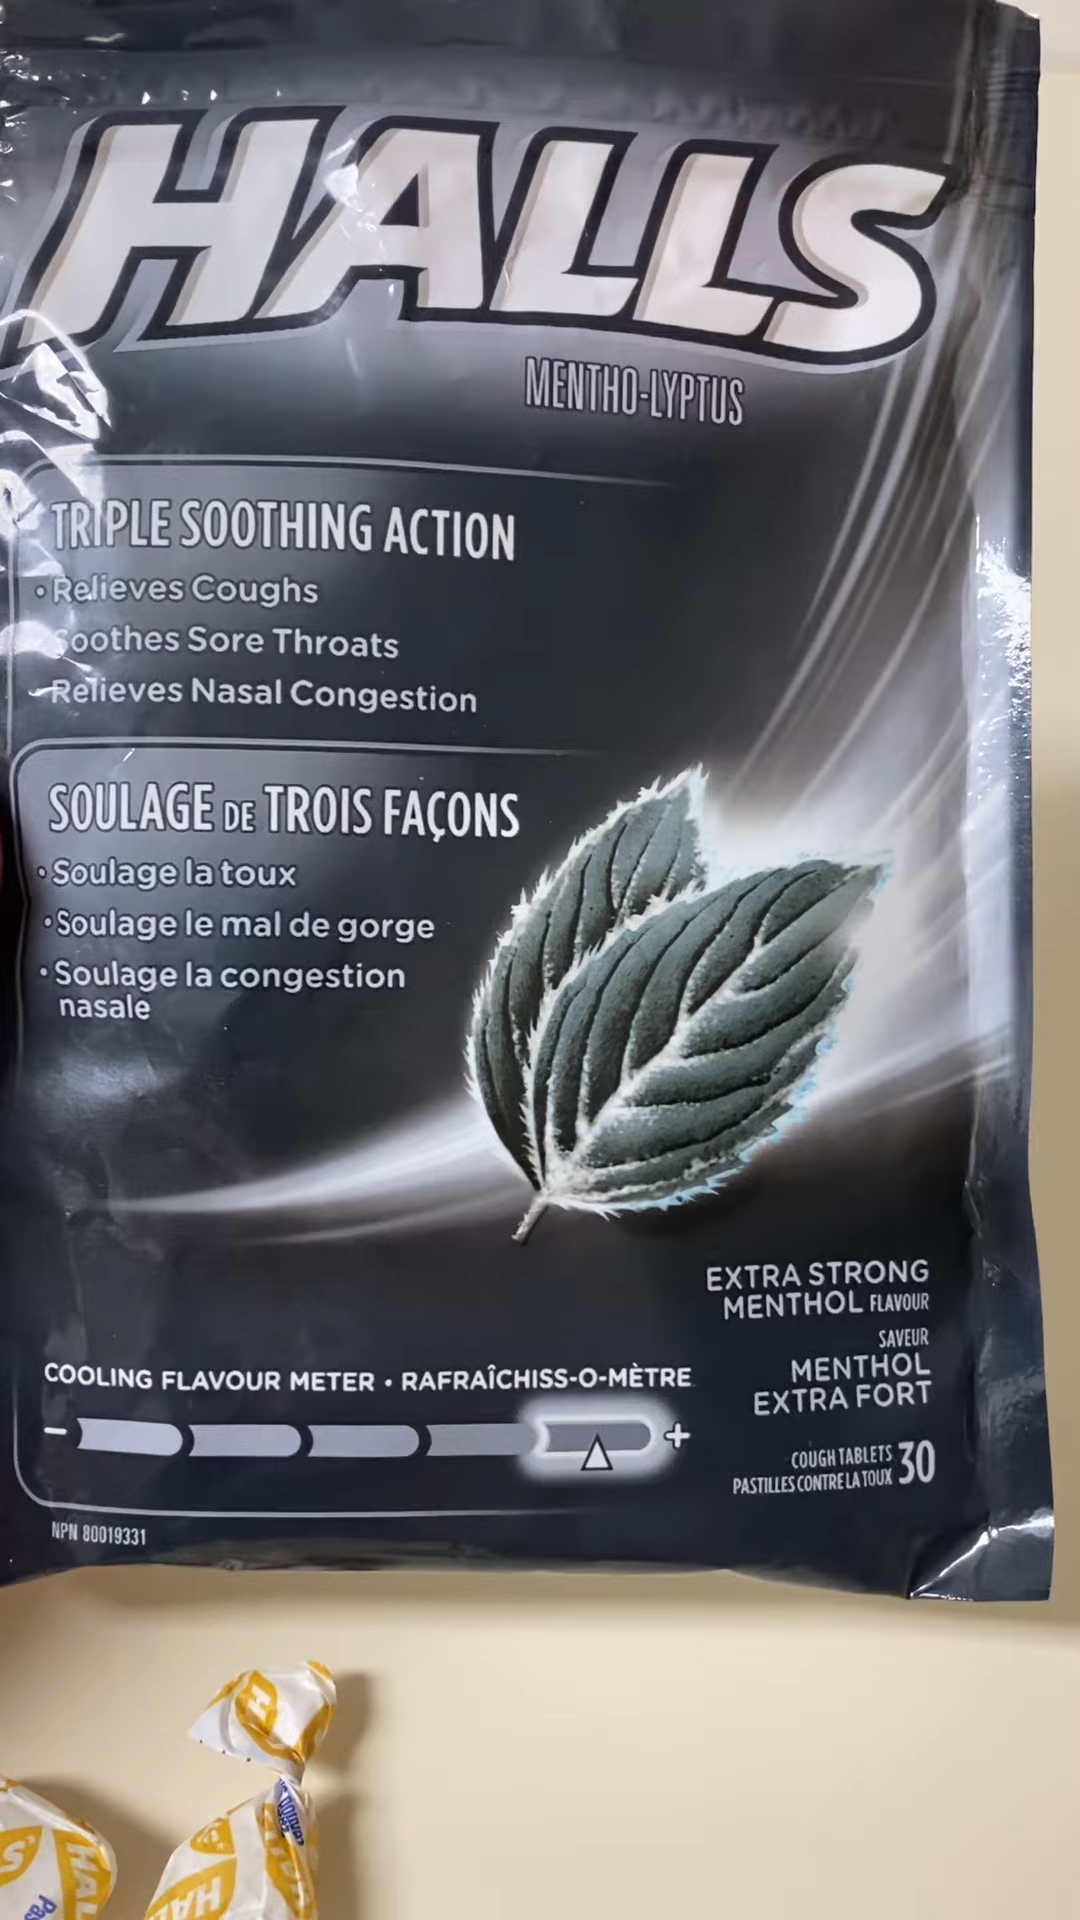 HALLS
MENTHO-LYPTUS
TRIPLE SOOTHING ACTION
• Relieves Coughs
Soothes Sore Throats
Relieves Nasal Congestion
SOULAGE DE TROIS FAÇONS
• Soulage la toux
• Soulage le mal de gorge
• Soulage la congestion
nasale
EXTRA STRONG
MENTHOL FLAVOUR
SAVEUR
MENTHOL
EXTRA FORT
COOLING FLAVOUR METER • RAFRAÎCHISS-O-MÈTRE
- +
COUGH TABLETS 30
PASTILLES CONTRE LA TOUX
NPN 80019331
H
HAL
HA